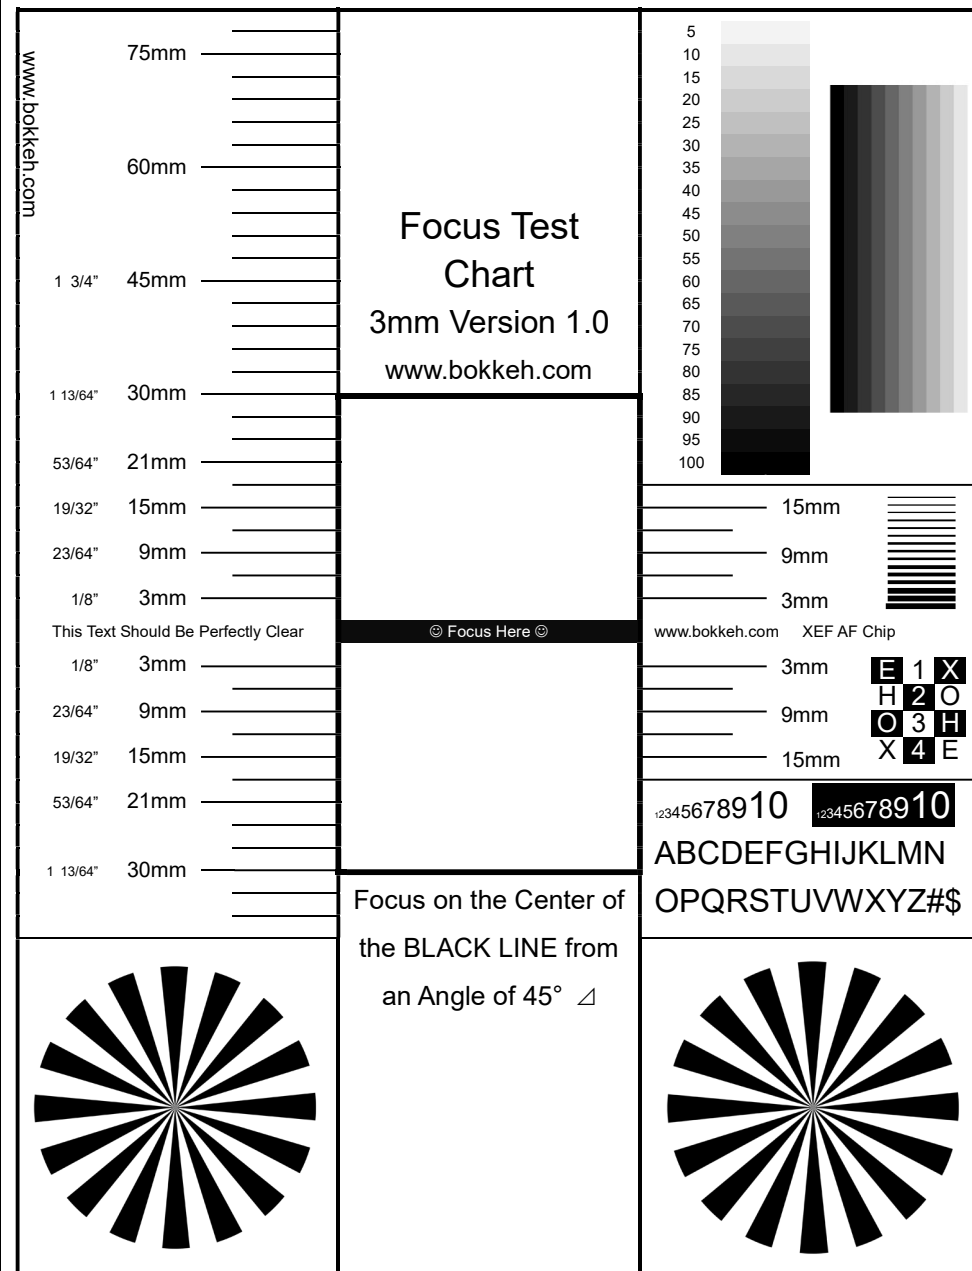 www.bokkeh.com
75mm
60mm
1 3/4” 45mm
1 13/64” 30mm
53/64” 21mm
19/32” 15mm
23/64” 9mm
1/8” 3mm
This Text Should Be Perfectly Clear
1/8” 3mm
23/64” 9mm
19/32” 15mm
53/64” 21mm
1 13/64” 30mm
Focus Test
Chart
3mm Version 1.0
www.bokkeh.com
☺ Focus Here ☺
Focus on the Center of
the BLACK LINE from
an Angle of 45° ⊿
5
10
15
20
25
30
35
40
45
50
55
60
65
70
75
80
85
90
95
100
15mm
9mm
3mm
www.bokkeh.com XEF AF Chip
3mm
9mm
15mm
E 1 X
H 2 O
O 3 H
X 4 E
12345678910 12345678910
ABCDEFGHIJKLMN
OPQRSTUVWXYZ#$